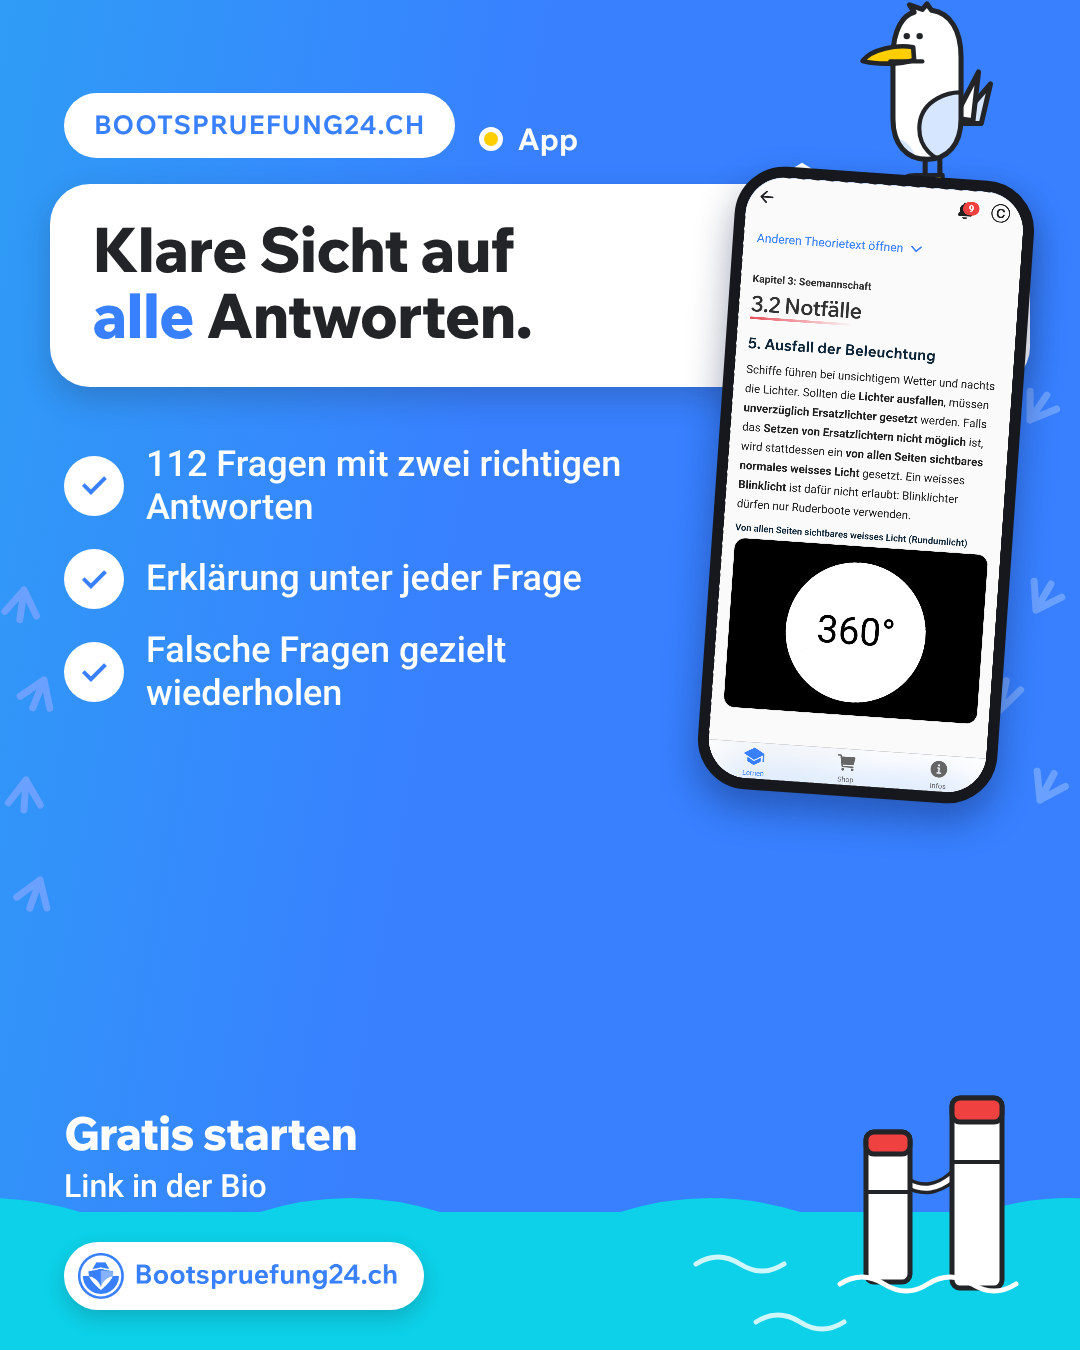 BOOTSPRUEFUNG24.CH
App
Klare Sicht auf
alle Antworten.
112 Fragen mit zwei richtigen
Antworten
Erklärung unter jeder Frage
Falsche Fragen gezielt
wiederholen
9
C
Anderen Theorietext öffnen
Kapitel 3: Seemannschaft
3.2 Notfälle
5. Ausfall der Beleuchtung
Schiffe führen bei unsichtigem Wetter und nachts
die Lichter. Sollten die Lichter ausfallen, müssen
unverzüglich Ersatzlichter gesetzt werden. Falls
das Setzen von Ersatzlichtern nicht möglich ist,
wird stattdessen ein von allen Seiten sichtbares
normales weisses Licht gesetzt. Ein weisses
Blinklicht ist dafür nicht erlaubt: Blinklichter
dürfen nur Ruderboote verwenden.
Von allen Seiten sichtbares weisses Licht (Rundumlicht)
360°
Lernen
Shop
Infos
Gratis starten
Link in der Bio
Bootspruefung24.ch